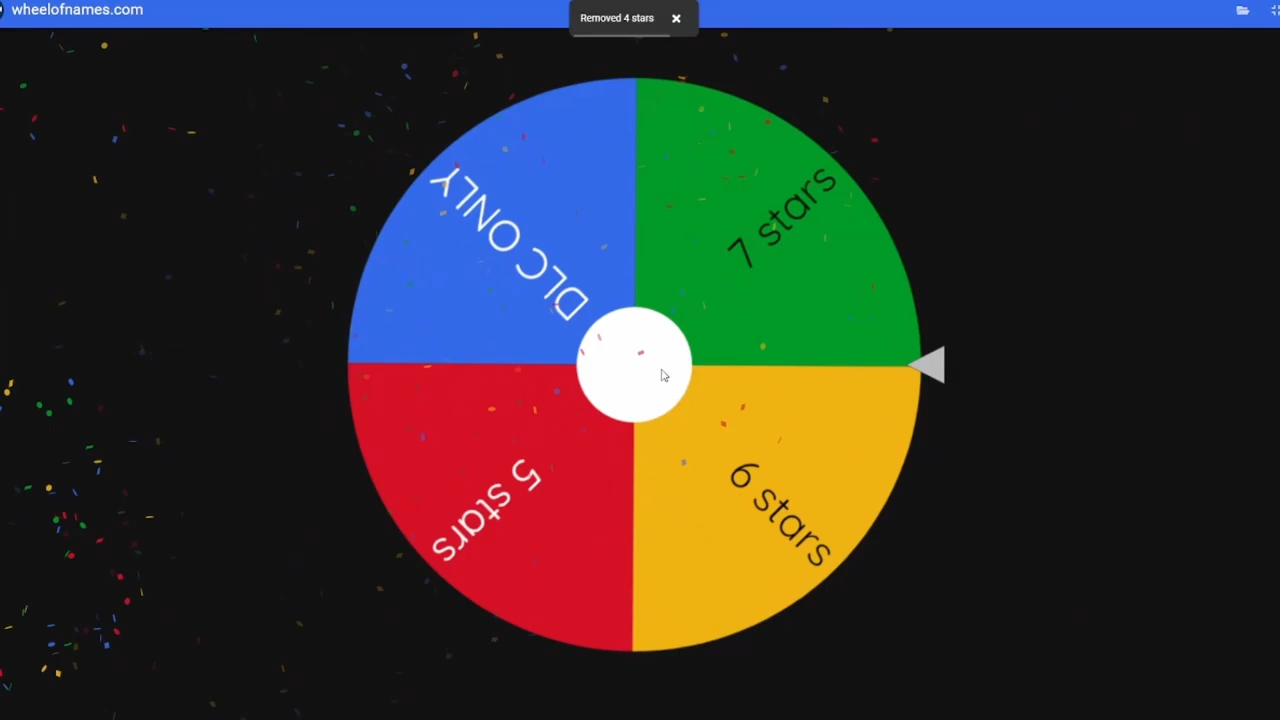 wheelofnames.com
Removed 4 stars
DLC ONLY
7 stars
5 stars
6 stars